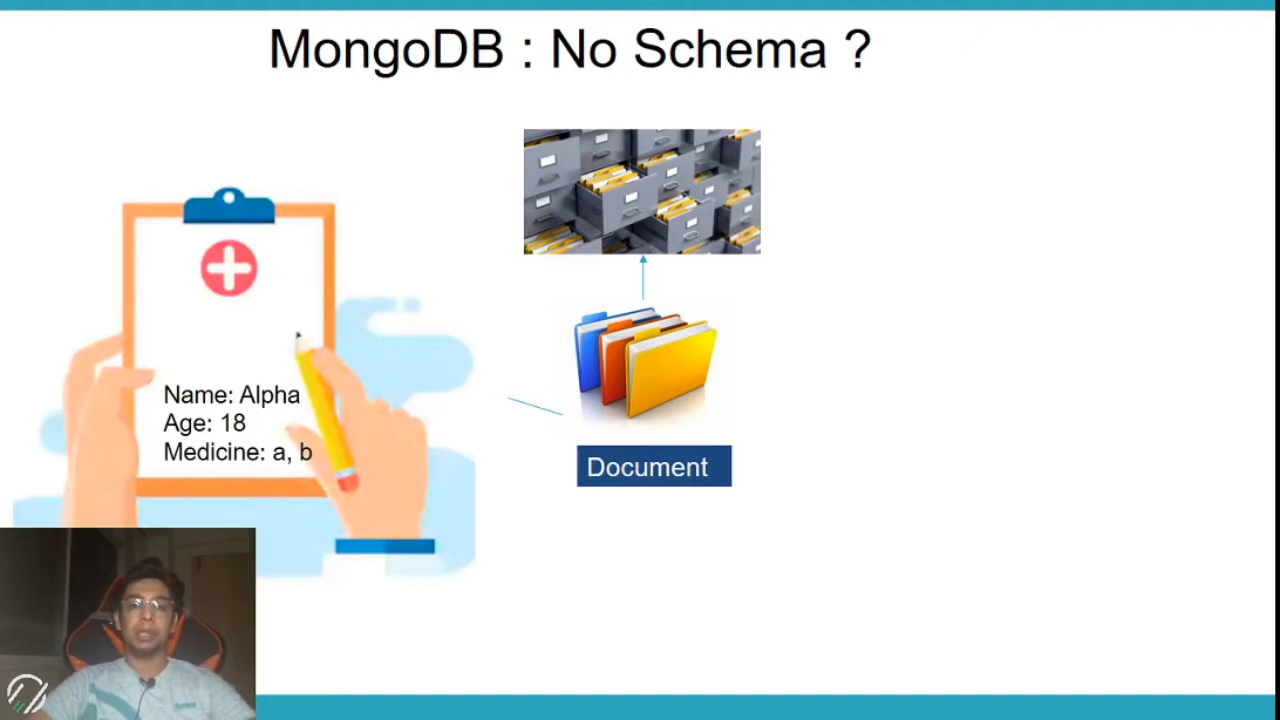 MongoDB : No Schema ?
Name: Alpha
Age: 18
Medicine: a, b
Document